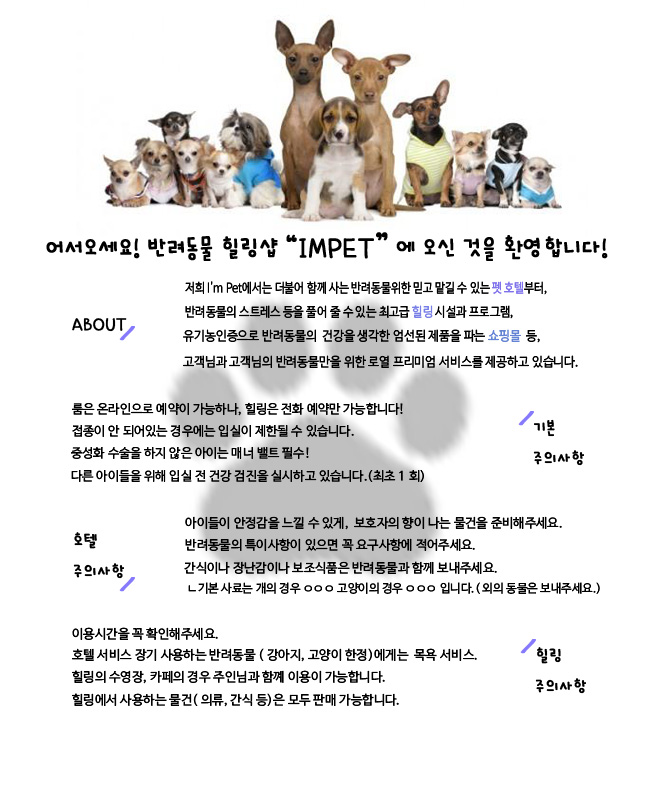 어서오세요! 반려동물 힐링샵 “IMPET” 에 오신 것을 환영합니다!
ABOUT
저희 I'm Pet에서는 더불어 함께 사는 반려동물위한 믿고 맡길 수 있는 펫 호텔부터,
반려동물의 스트레스 등을 풀어 줄 수 있는 최고급 힐링 시설과 프로그램,
유기농인증으로 반려동물의 건강을 생각한 엄선된 제품을 파는 쇼핑몰 등,
고객님과 고객님의 반려동물만을 위한 로열 프리미엄 서비스를 제공하고 있습니다.
룸은 온라인으로 예약이 가능하나, 힐링은 전화 예약만 가능합니다!
접종이 안 되어있는 경우에는 입실이 제한될 수 있습니다.
중성화 수술을 하지 않은 아이는 매너 밸트 필수!
다른 아이들을 위해 입실 전 건강 검진을 실시하고 있습니다.(최초 1 회)
기본
주의사항
호텔
주의사항
아이들이 안정감을 느낄 수 있게, 보호자의 향이 나는 물건을 준비해주세요.
반려동물의 특이사항이 있으면 꼭 요구사항에 적어주세요.
간식이나 장난감이나 보조식품은 반려동물과 함께 보내주세요.
ㄴ기본 사료는 개의 경우 ㅇㅇㅇ 고양이의 경우 ㅇㅇㅇ 입니다.(외의 동물은 보내주세요.)
이용시간을 꼭 확인해주세요.
호텔 서비스 장기 사용하는 반려동물 ( 강아지, 고양이 한정)에게는 목욕 서비스.
힐링의 수영장, 카페의 경우 주인님과 함께 이용이 가능합니다.
힐링에서 사용하는 물건( 의류, 간식 등)은 모두 판매 가능합니다.
힐링
주의사항